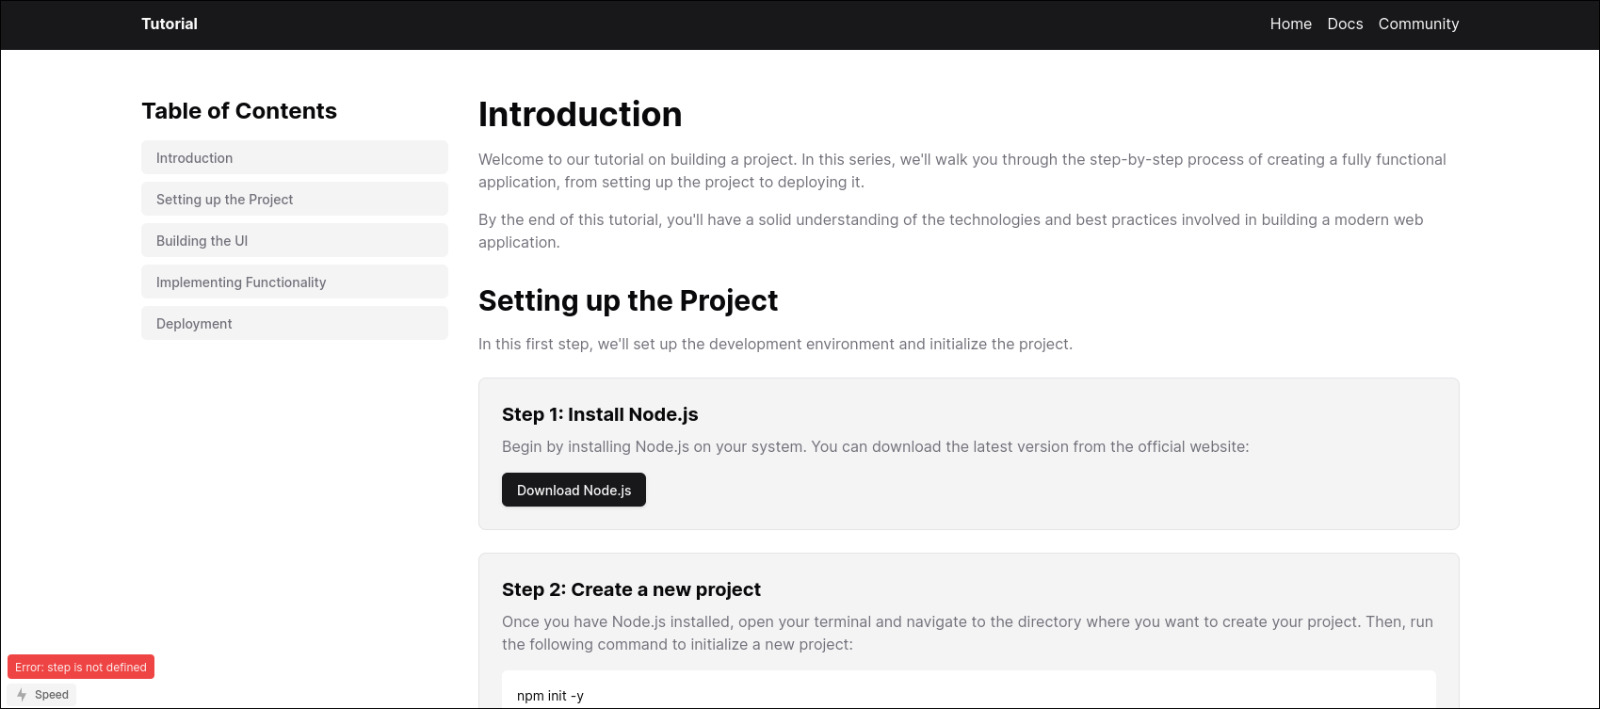 Tutorial
Home Docs Community
Table of Contents
Introduction
Setting up the Project
Building the UI
Implementing Functionality
Deployment
Introduction
Welcome to our tutorial on building a project. In this series, we'll walk you through the step-by-step process of creating a fully functional
application, from setting up the project to deploying it.
By the end of this tutorial, you'll have a solid understanding of the technologies and best practices involved in building a modern web
application.
Setting up the Project
In this first step, we'll set up the development environment and initialize the project.
Step 1: Install Node.js
Begin by installing Node.js on your system. You can download the latest version from the official website:
Download Node.js
Step 2: Create a new project
Once you have Node.js installed, open your terminal and navigate to the directory where you want to create your project. Then, run
the following command to initialize a new project:
npm init -y
Error: step is not defined
Speed